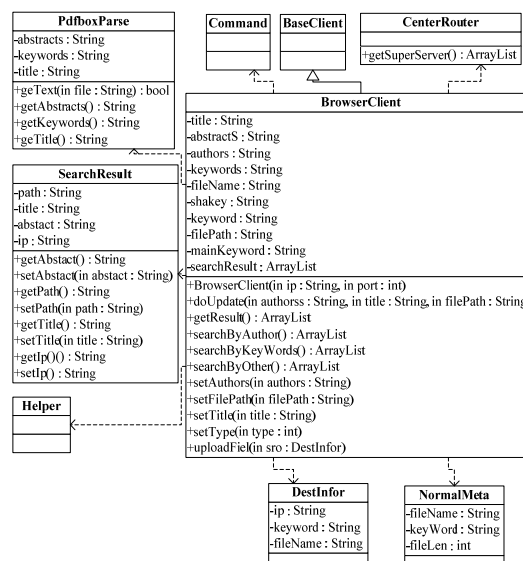 PdfboxParse
-abstracts : String
-keywords : String
-title : String
+geText(in file : String) : bool
+getAbstracts() : String
+getKeywords() : String
+geTitle() : String
Command
BaseClient
CenterRouter
+getSuperServer() : ArrayList
BrowserClient
-title : String
-abstractS : String
-authors : String
-keywords : String
-fileName : String
-shakey : String
-keyword : String
-filePath : String
-mainKeyword : String
-searchResult : ArrayList
+BrowserClient(in ip : String, in port : int)
+doUpdate(in authorss : String, in title : String, in filePath : String
+getResult() : ArrayList
+searchByAuthor() : ArrayList
+searchByKeyWords() : ArrayList
+searchByOther() : ArrayList
+setAuthors(in authors : String)
+setFilePath(in filePath : String)
+setTitle(in title : String)
+setType(in type : int)
+uploadFiel(in sro : DestInfor)
SearchResult
-path : String
-title : String
-abstact : String
-ip : String
+getAbstact() : String
+setAbstact(in abstact : String)
+getPath() : String
+setPath(in path : String)
+getTitle() : String
+setTitle(in title : String)
+getIp()() : String
+setIp() : String
Helper
DestInfor
-ip : String
-keyword : String
-fileName : String
NormalMeta
-fileName : String
-keyWord : String
-fileLen : int